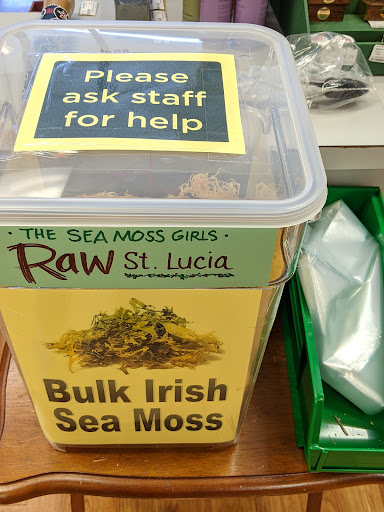 Please
ask staff
for help
· THE SEA MOSS GIRLS ·
Raw St. Lucia
Bulk Irish
Sea Moss